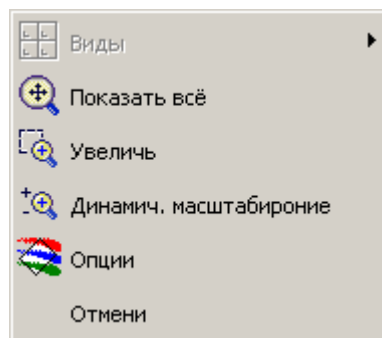 Виды
Показать всё
Увеличь
Динамич. масштабироние
Опции
Отмени